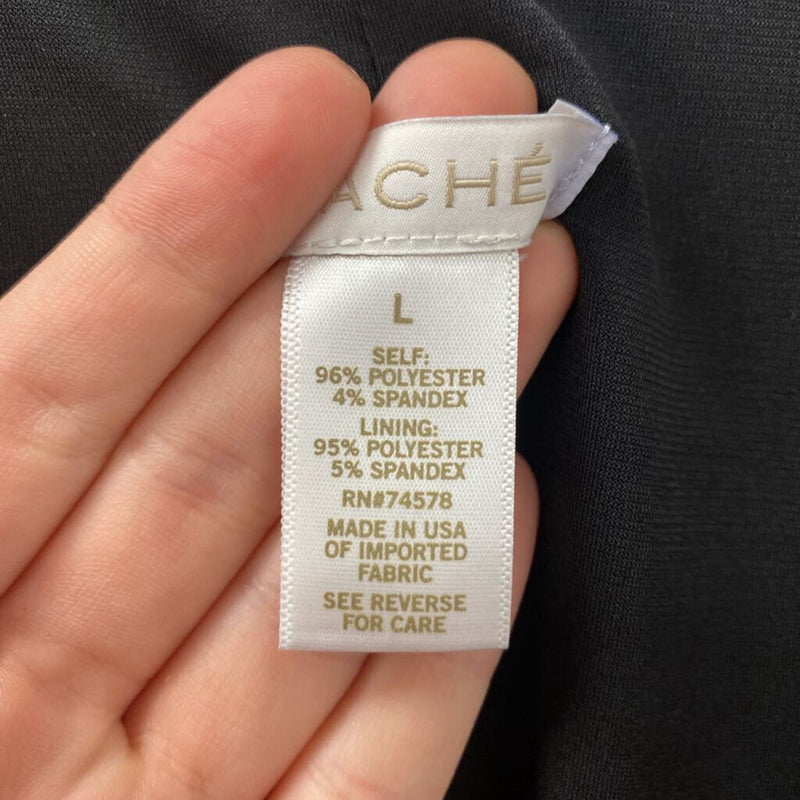 ACHÉ
L
SELF:
96% POLYESTER
4% SPANDEX
LINING:
95% POLYESTER
5% SPANDEX
RN#74578
MADE IN USA
OF IMPORTED
FABRIC
SEE REVERSE
FOR CARE